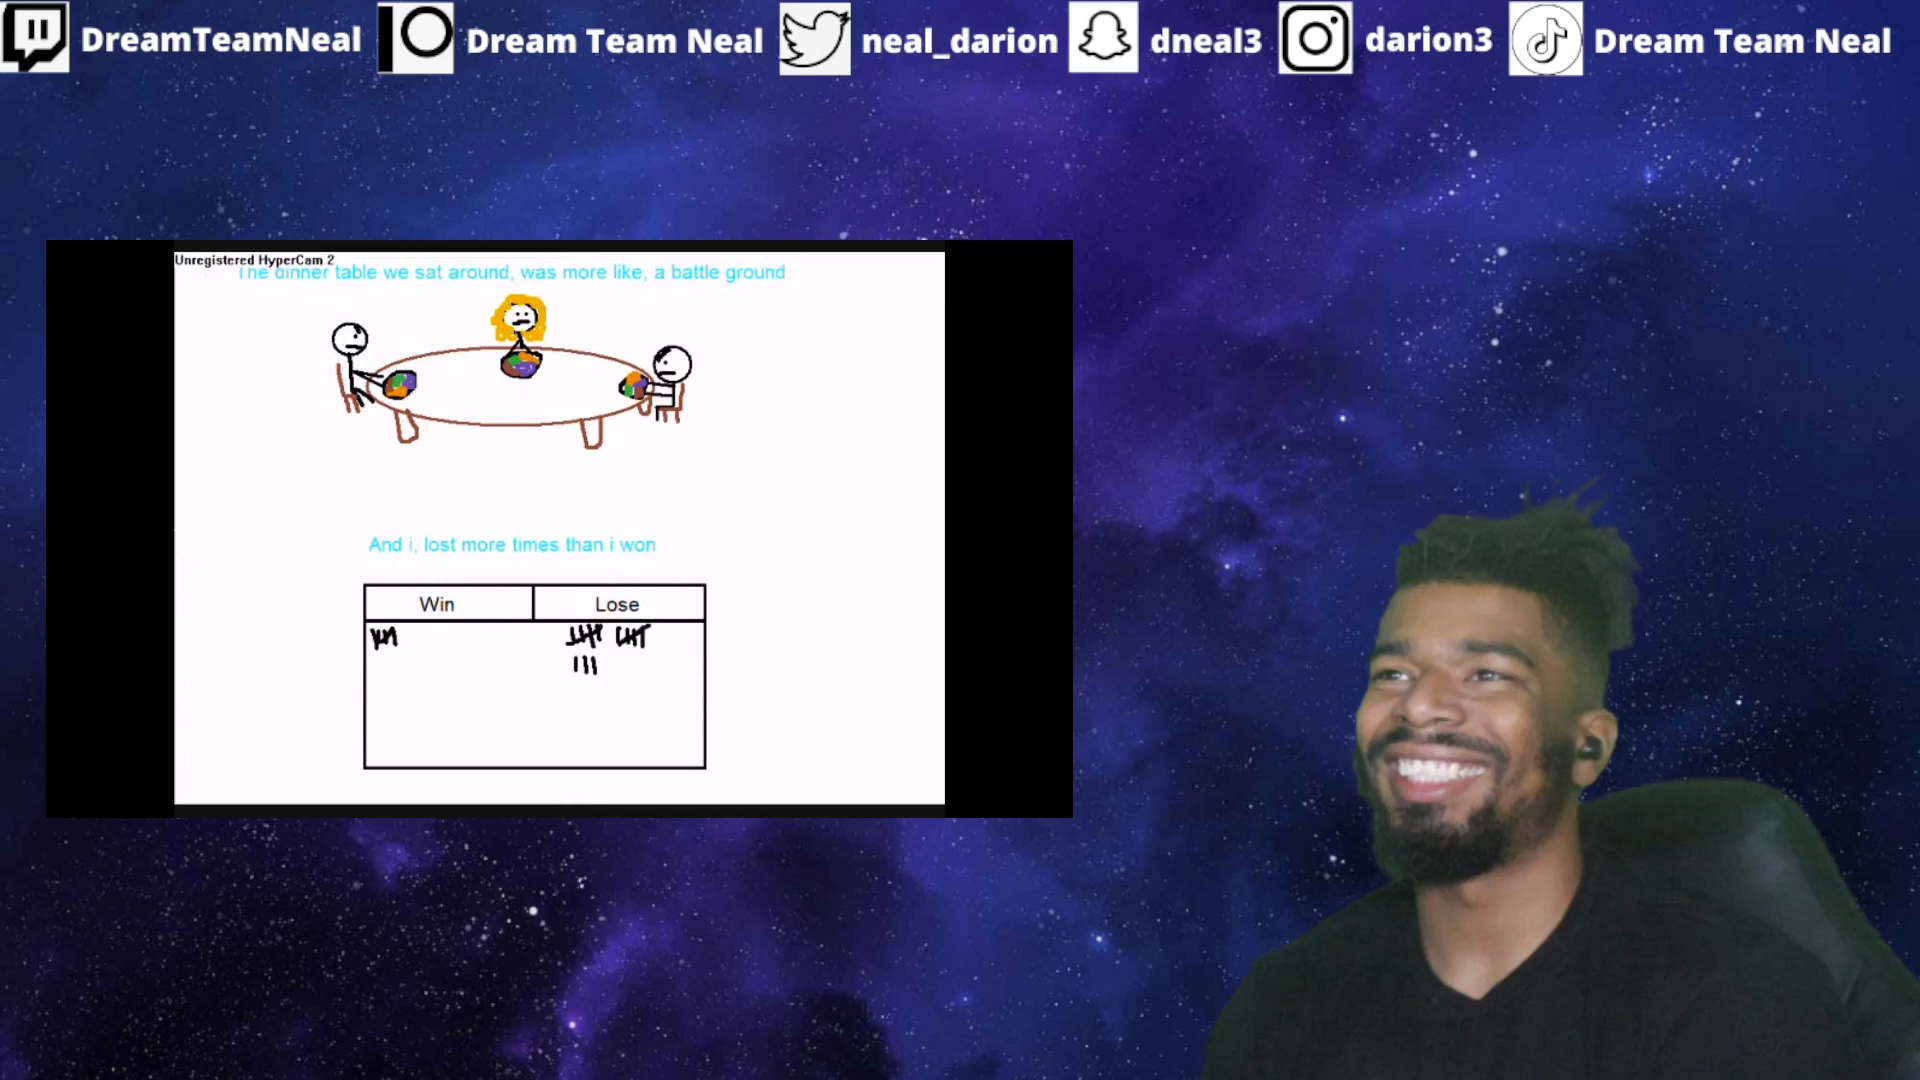 DreamTeamNeal Dream Team Neal neal_darion dneal3 darion3 Dream Team Neal
Unregistered HyperCam 2
The dinner table we sat around, was more like, a battle ground
And i, lost more times than i won
Win Lose